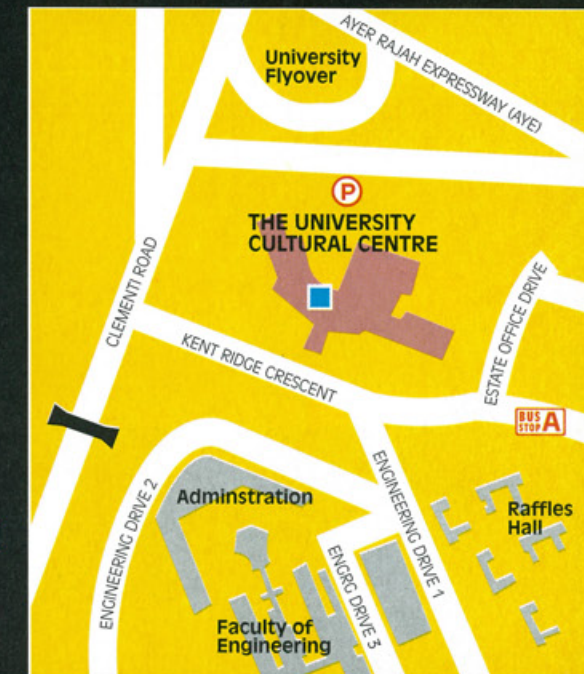 AYER RAJAH EXPRESSWAY (AYE)
University
Flyover
P
THE UNIVERSITY
CULTURAL CENTRE
CLEMENTI ROAD
ESTATE OFFICE DRIVE
KENT RIDGE CRESCENT
BUS
STOP A
ENGINEERING DRIVE 2
Adminstration
ENGINEERING DRIVE 1
Raffles
Hall
ENGRG DRIVE 3
Faculty of
Engineering